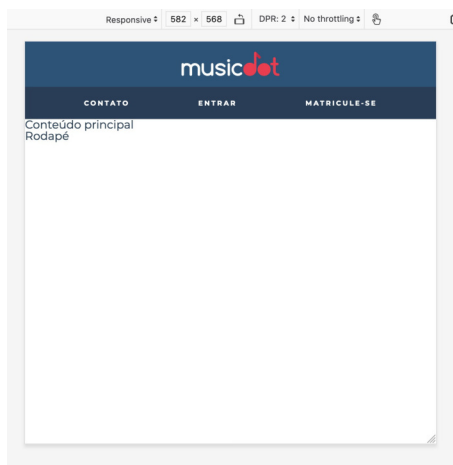 Responsive 582 × 568 DPR: 2 No throttling
musicdot
CONTATO ENTRAR MATRICULE-SE
Conteúdo principal
Rodapé